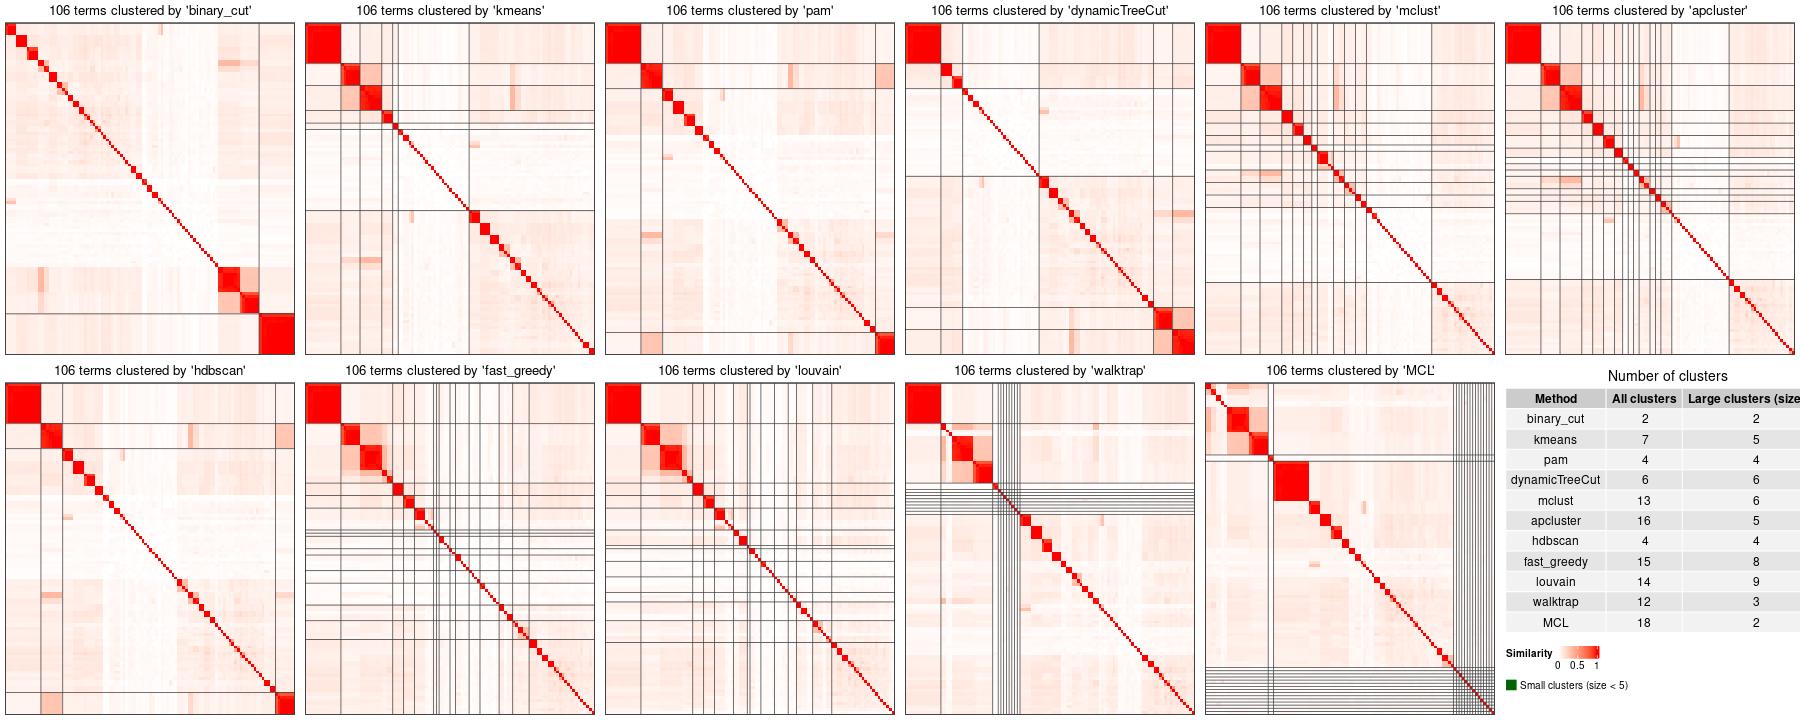 106 terms clustered by 'binary_cut'
106 terms clustered by 'kmeans'
106 terms clustered by 'pam'
106 terms clustered by 'dynamicTreeCut'
106 terms clustered by 'mclust'
106 terms clustered by 'apcluster'
106 terms clustered by 'hdbscan'
106 terms clustered by 'fast_greedy'
106 terms clustered by 'louvain'
106 terms clustered by 'walktrap'
106 terms clustered by 'MCL'
Number of clusters
Method All clusters Large clusters (size
binary_cut 2 2
kmeans 7 5
pam 4 4
dynamicTreeCut 6 6
mclust 13 6
apcluster 16 5
hdbscan 4 4
fast_greedy 15 8
louvain 14 9
walktrap 12 3
MCL 18 2
Similarity
0 0.5 1
Small clusters (size < 5)